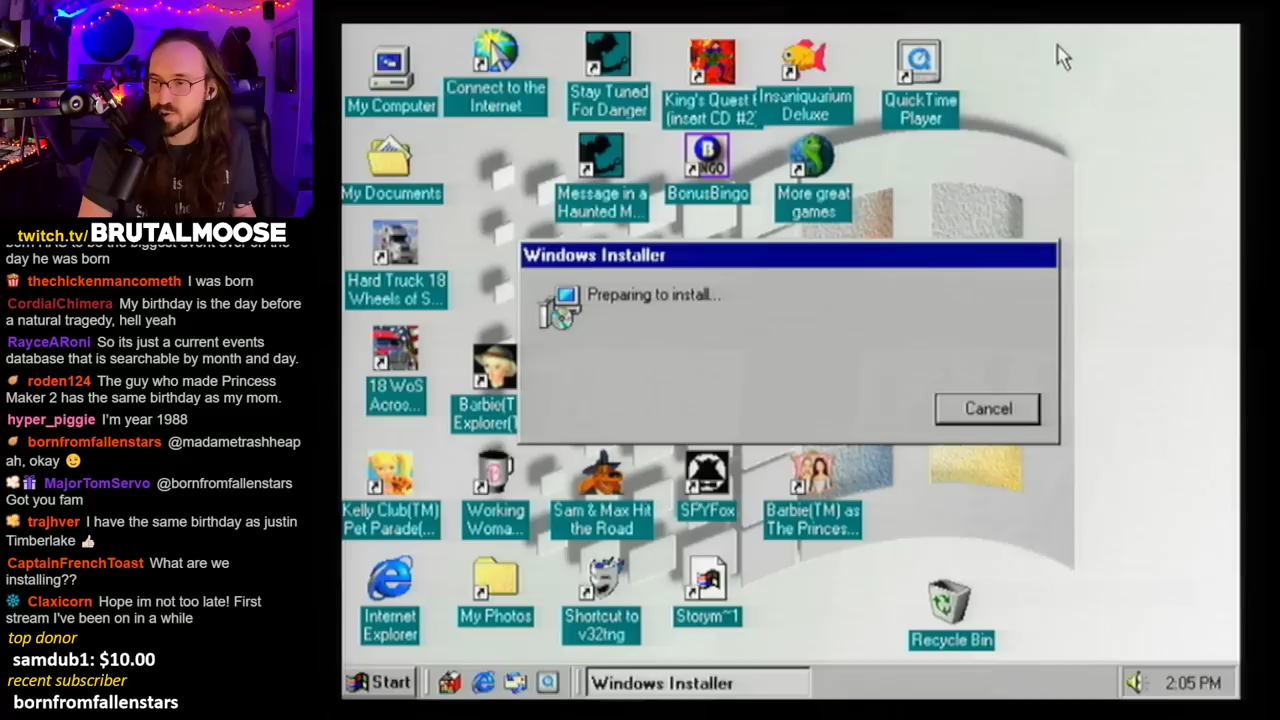 twitch.tv/BRUTALMOOSE
day he was born
thechickenmancometh I was born
CordialChimera My birthday is the day before
a natural tragedy, hell yeah
RayceARoni So its just a current events
database that is searchable by month and day.
roden124 The guy who made Princess
Maker 2 has the same birthday as my mom.
hyper_piggie I'm year 1988
bornfromfallenstars @madametrashheap
ah, okay 😉
MajorTomServo @bornfromfallenstars
Got you fam
trajhver I have the same birthday as justin
Timberlake 👍🏻
CaptainFrenchToast What are we
installing??
Claxicorn Hope im not too late! First
stream I've been on in a while
top donor
samdub1: $10.00
recent subscriber
bornfromfallenstars
My Computer
Connect to the
Internet
Stay Tuned
For Danger
King's Quest
(insert CD #2)
Insaniquarium
Deluxe
QuickTime
Player
My Documents
Message in a
Haunted M...
BINGO
BonusBingo
More great
games
Hard Truck 18
Wheels of S...
Windows Installer
Preparing to install...
Cancel
18 WoS
Acros...
Barbie(T
Explorer(T
Kelly Club(TM)
Pet Parade(...
Working
Woma...
Sam & Max Hit
the Road
SPYFox
Barbie(TM) as
The Princes...
Internet
Explorer
My Photos
Shortcut to
v32tng
Storym~1
Recycle Bin
Start
Windows Installer
2:05 PM